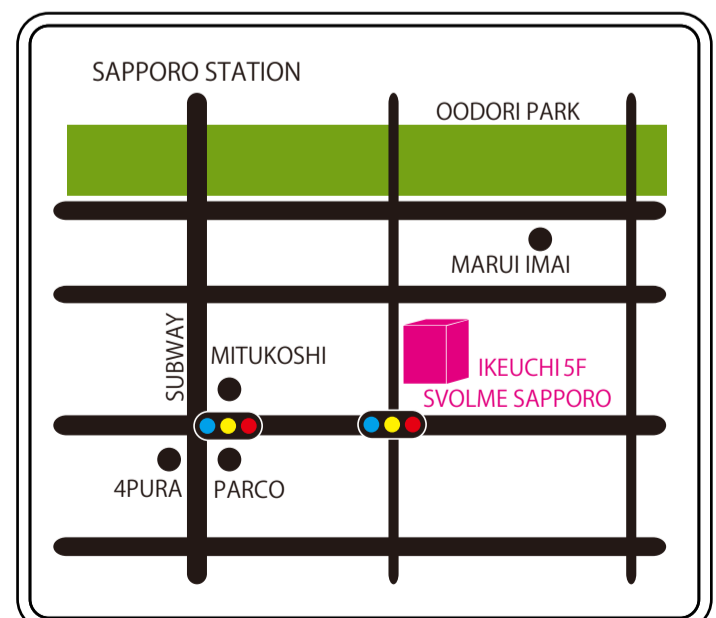 SAPPORO STATION
OODORI PARK
MARUI IMAI
SUBWAY
MITUKOSHI
IKEUCHI 5F
SVOLME SAPPORO
4PURA
PARCO